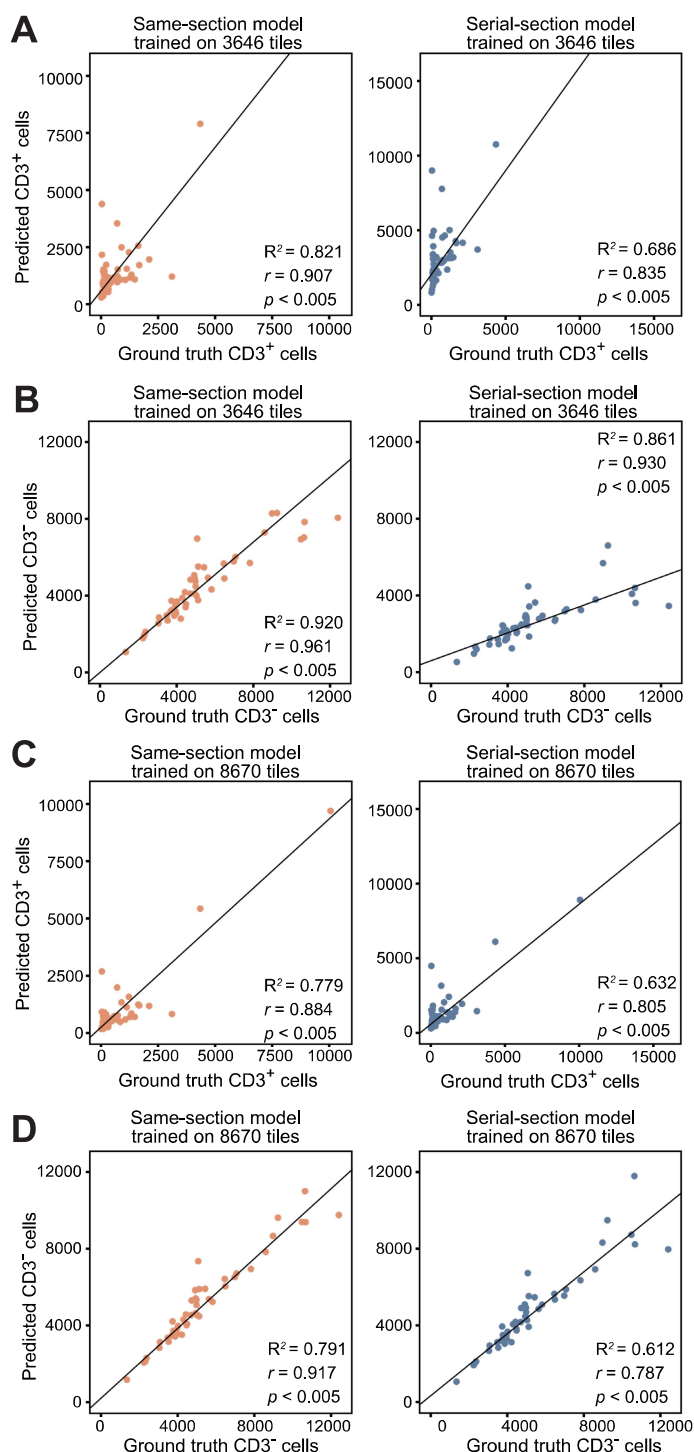 A
Same-section model
trained on 3646 tiles
Predicted CD3⁺ cells
10000
7500
5000
2500
0
R² = 0.821
r = 0.907
p < 0.005
0 2500 5000 7500 10000
Ground truth CD3⁺ cells
Serial-section model
trained on 3646 tiles
15000
10000
5000
0
R² = 0.686
r = 0.835
p < 0.005
0 5000 10000 15000
Ground truth CD3⁺ cells
B
Same-section model
trained on 3646 tiles
Predicted CD3⁻ cells
12000
8000
4000
0
R² = 0.920
r = 0.961
p < 0.005
0 4000 8000 12000
Ground truth CD3⁻ cells
Serial-section model
trained on 3646 tiles
12000
8000
4000
0
R² = 0.861
r = 0.930
p < 0.005
0 4000 8000 12000
Ground truth CD3⁻ cells
C
Same-section model
trained on 8670 tiles
Predicted CD3⁺ cells
10000
7500
5000
2500
0
R² = 0.779
r = 0.884
p < 0.005
0 2500 5000 7500 10000
Ground truth CD3⁺ cells
Serial-section model
trained on 8670 tiles
15000
10000
5000
0
R² = 0.632
r = 0.805
p < 0.005
0 5000 10000 15000
Ground truth CD3⁺ cells
D
Same-section model
trained on 8670 tiles
Predicted CD3⁻ cells
12000
8000
4000
0
R² = 0.791
r = 0.917
p < 0.005
0 4000 8000 12000
Ground truth CD3⁻ cells
Serial-section model
trained on 8670 tiles
12000
8000
4000
0
R² = 0.612
r = 0.787
p < 0.005
0 4000 8000 12000
Ground truth CD3⁻ cells